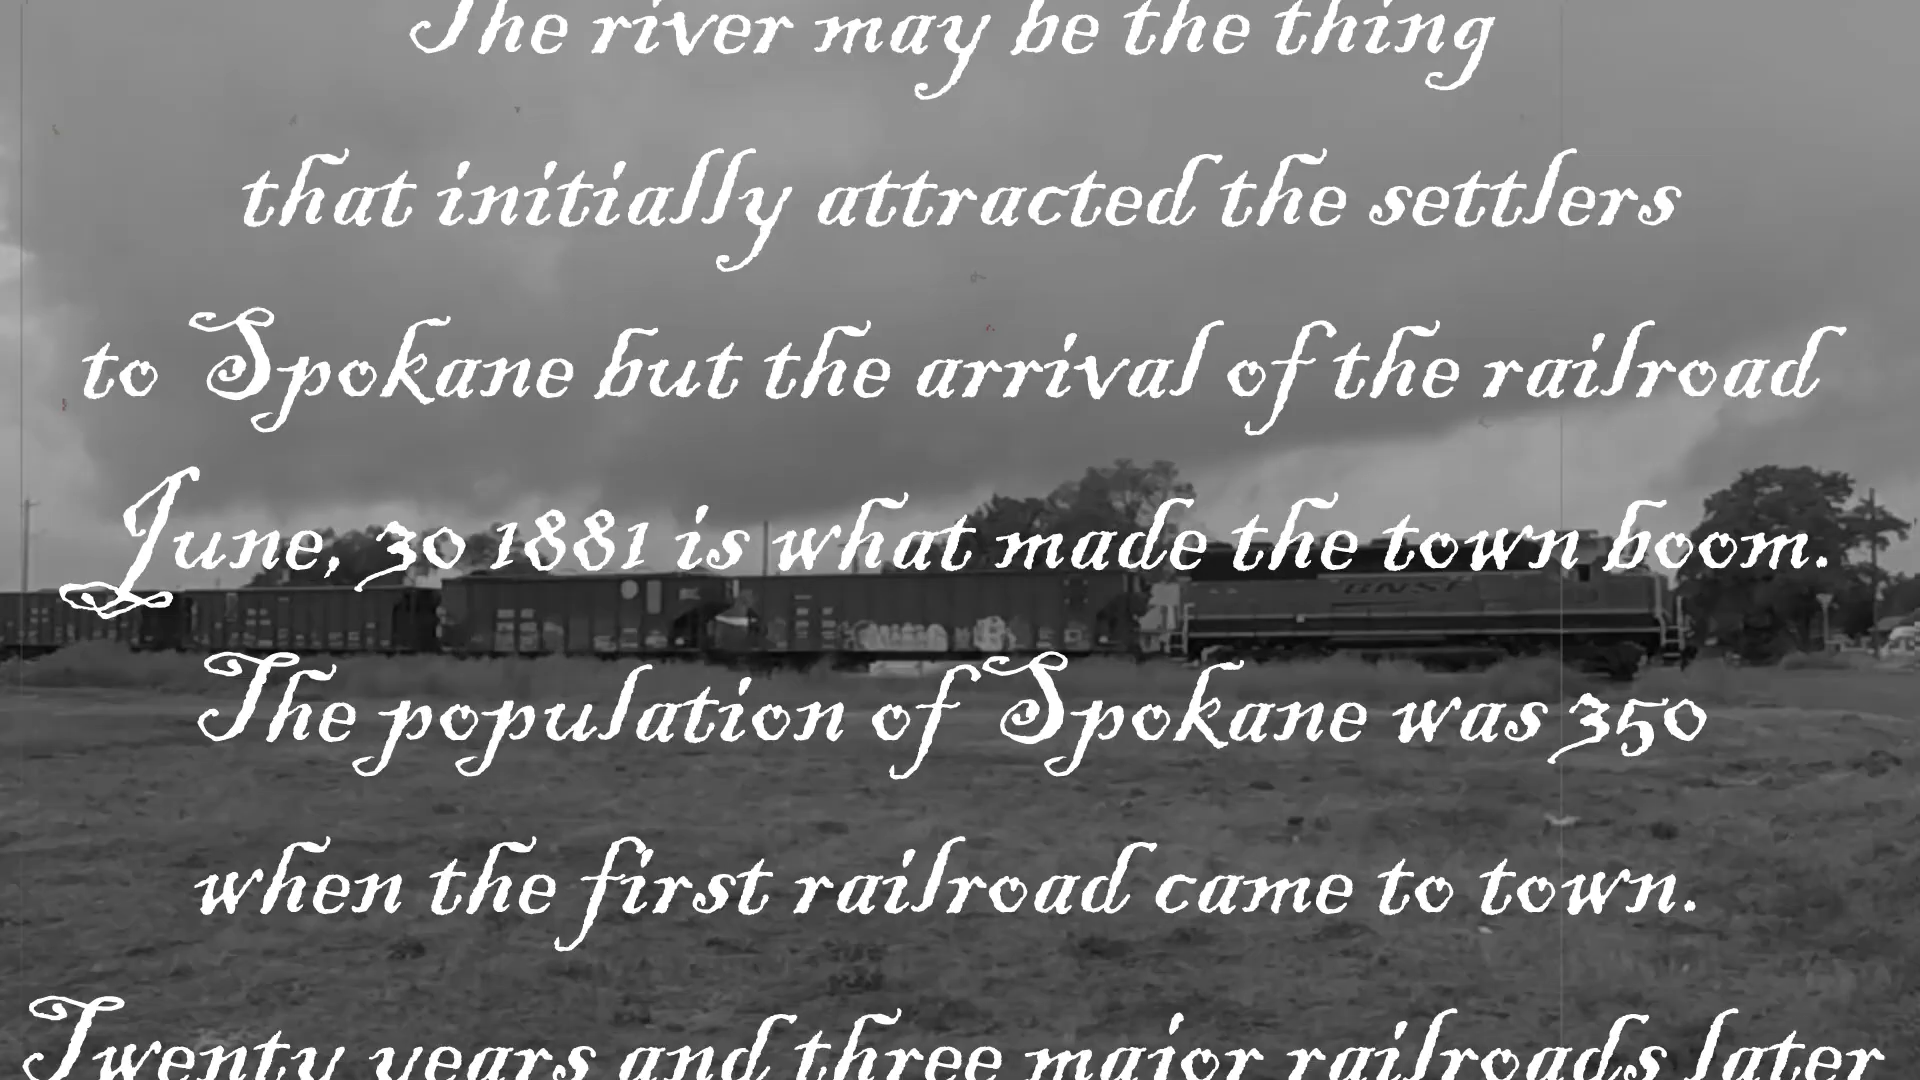 The river may be the thing
that initially attracted the settlers
to Spokane but the arrival of the railroad
June, 30 1881 is what made the town boom.
BNSF
The population of Spokane was 350
when the first railroad came to town.
Twenty years and three major railroads later